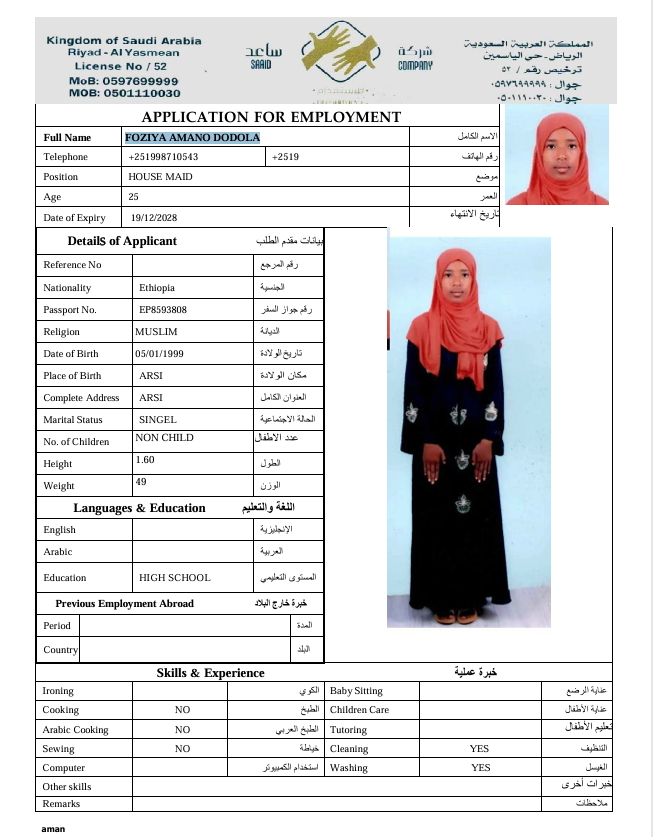 Kingdom of Saudi Arabia
Riyad - Al Yasmean
License No / 52
MoB: 0597699999
MOB: 0501110030
ساعد
SAAID
شركة
COMPANY
المملكة العربية السعودية
الرياض - حي الياسمين
ترخيص رقم / ٥٢
جوال : ٠٥٩٧٦٩٩٩٩٩
جوال : ٠٥٠١١١٠٠٣٠
APPLICATION FOR EMPLOYMENT
Full Name FOZIYA AMANO DODOLA الاسم الكامل
Telephone +251998710543 +2519 رقم الهاتف
Position HOUSE MAID موضع
Age 25 العمر
Date of Expiry 19/12/2028 تاريخ الانتهاء
Details of Applicant بيانات مقدم الطلب
Reference No رقم المرجع
Nationality Ethiopia الجنسية
Passport No. EP8593808 رقم جواز السفر
Religion MUSLIM الديانة
Date of Birth 05/01/1999 تاريخ الولادة
Place of Birth ARSI مكان الولادة
Complete Address ARSI العنوان الكامل
Marital Status SINGEL الحالة الاجتماعية
No. of Children NON CHILD عدد الاطفال
Height 1.60 الطول
Weight 49 الوزن
Languages & Education اللغة والتعليم
English الإنجليزية
Arabic العربية
Education HIGH SCHOOL المستوى التعليمي
Previous Employment Abroad خبرة خارج البلاد
Period المدة
Country البلد
Skills & Experience خبرة عملية
Ironing الكوي Baby Sitting عناية الرضع
Cooking NO الطبخ Children Care عناية الأطفال
Arabic Cooking NO الطبخ العربي Tutoring تعليم الأطفال
Sewing NO خياطة Cleaning YES التنظيف
Computer استخدام الكمبيوتر Washing YES الغسيل
Other skills خبرات أخرى
Remarks ملاحظات
aman